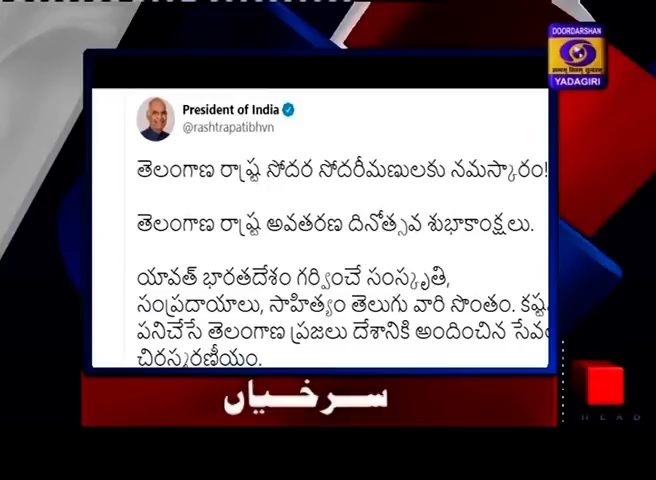 DOORDARSHAN
YADAGIRI
President of India
@rashtrapatibhvn
తెలంగాణ రాష్ట్ర సోదర సోదరీమణులకు నమస్కారం!
తెలంగాణ రాష్ట్ర అవతరణ దినోత్సవ శుభాకాంక్షలు.
యావత్ భారతదేశం గర్వించే సంస్కృతి,
సంప్రదాయాలు, సాహిత్యం తెలుగు వారి సొంతం.
పనిచేసే తెలంగాణ ప్రజలు దేశానికి అందించిన
చిరస్మరణీయం.
سرخیاں
HEAD